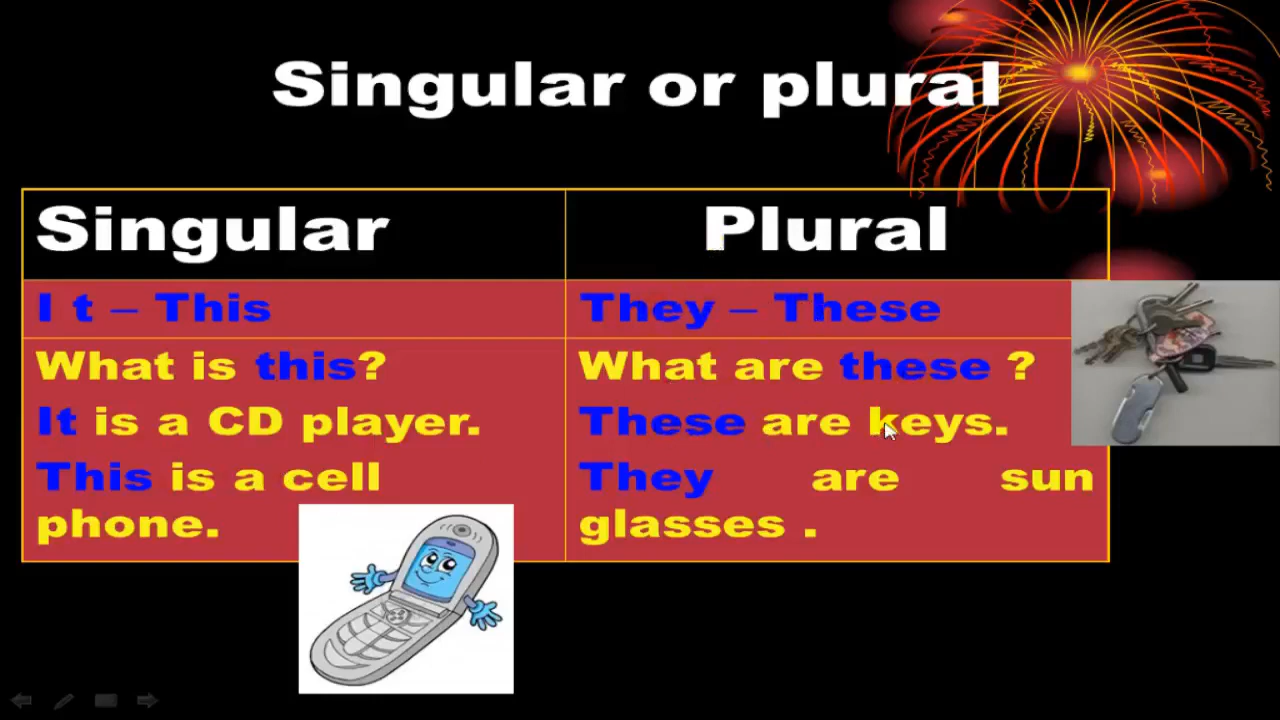 Singular or plural
Singular
Plural
I t – This
They – These
What is this?
It is a CD player.
This is a cell
phone.
What are these ?
These are keys.
They are sun
glasses .